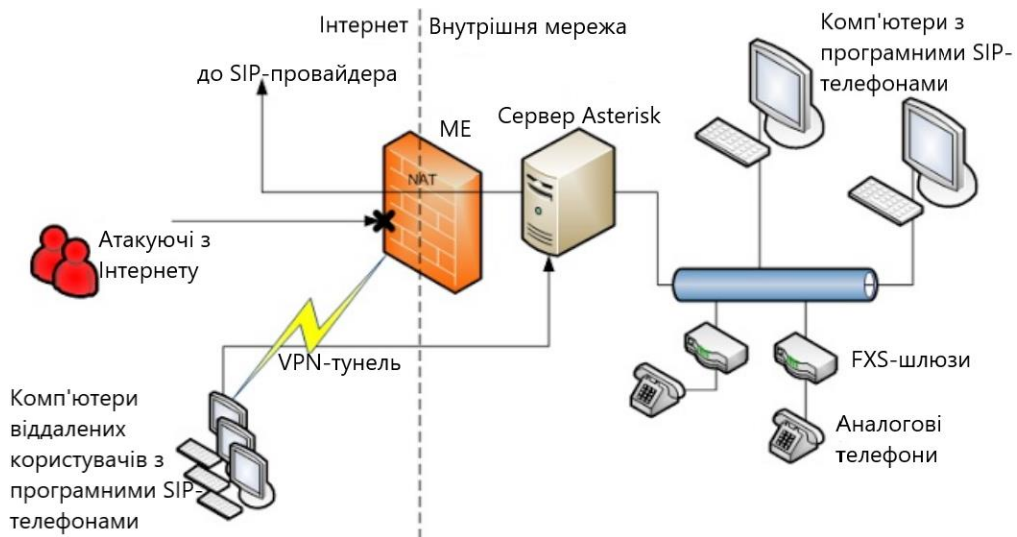 Інтернет
Внутрішня мережа
до SIP-провайдера
МЕ
Сервер Asterisk
Комп'ютери з
програмними SIP-
телефонами
NAT
Атакуючі з
Інтернету
VPN-тунель
FXS-шлюзи
Аналогові
телефони
Комп'ютери
віддалених
користувачів з
програмними SIP-
телефонами